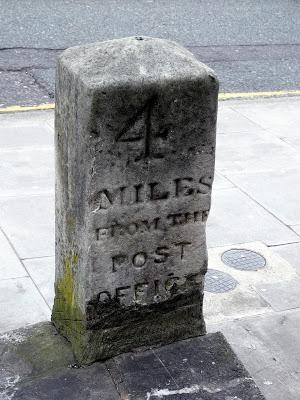 4
MILES
FROM THE
POST
OFFICE